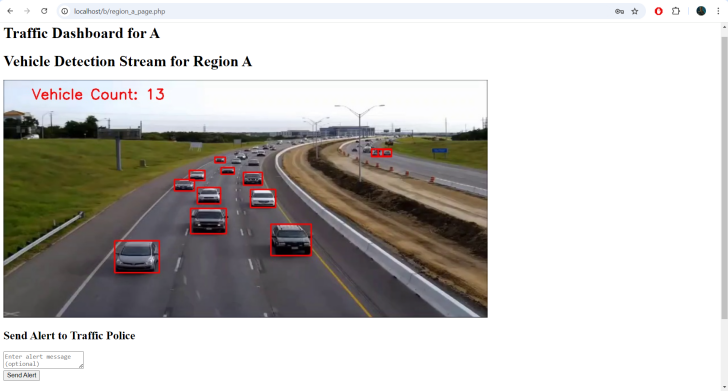 localhost/b/region_a_page.php
Traffic Dashboard for A
Vehicle Detection Stream for Region A
Vehicle Count: 13
Send Alert to Traffic Police
Enter alert message
(optional)
Send Alert